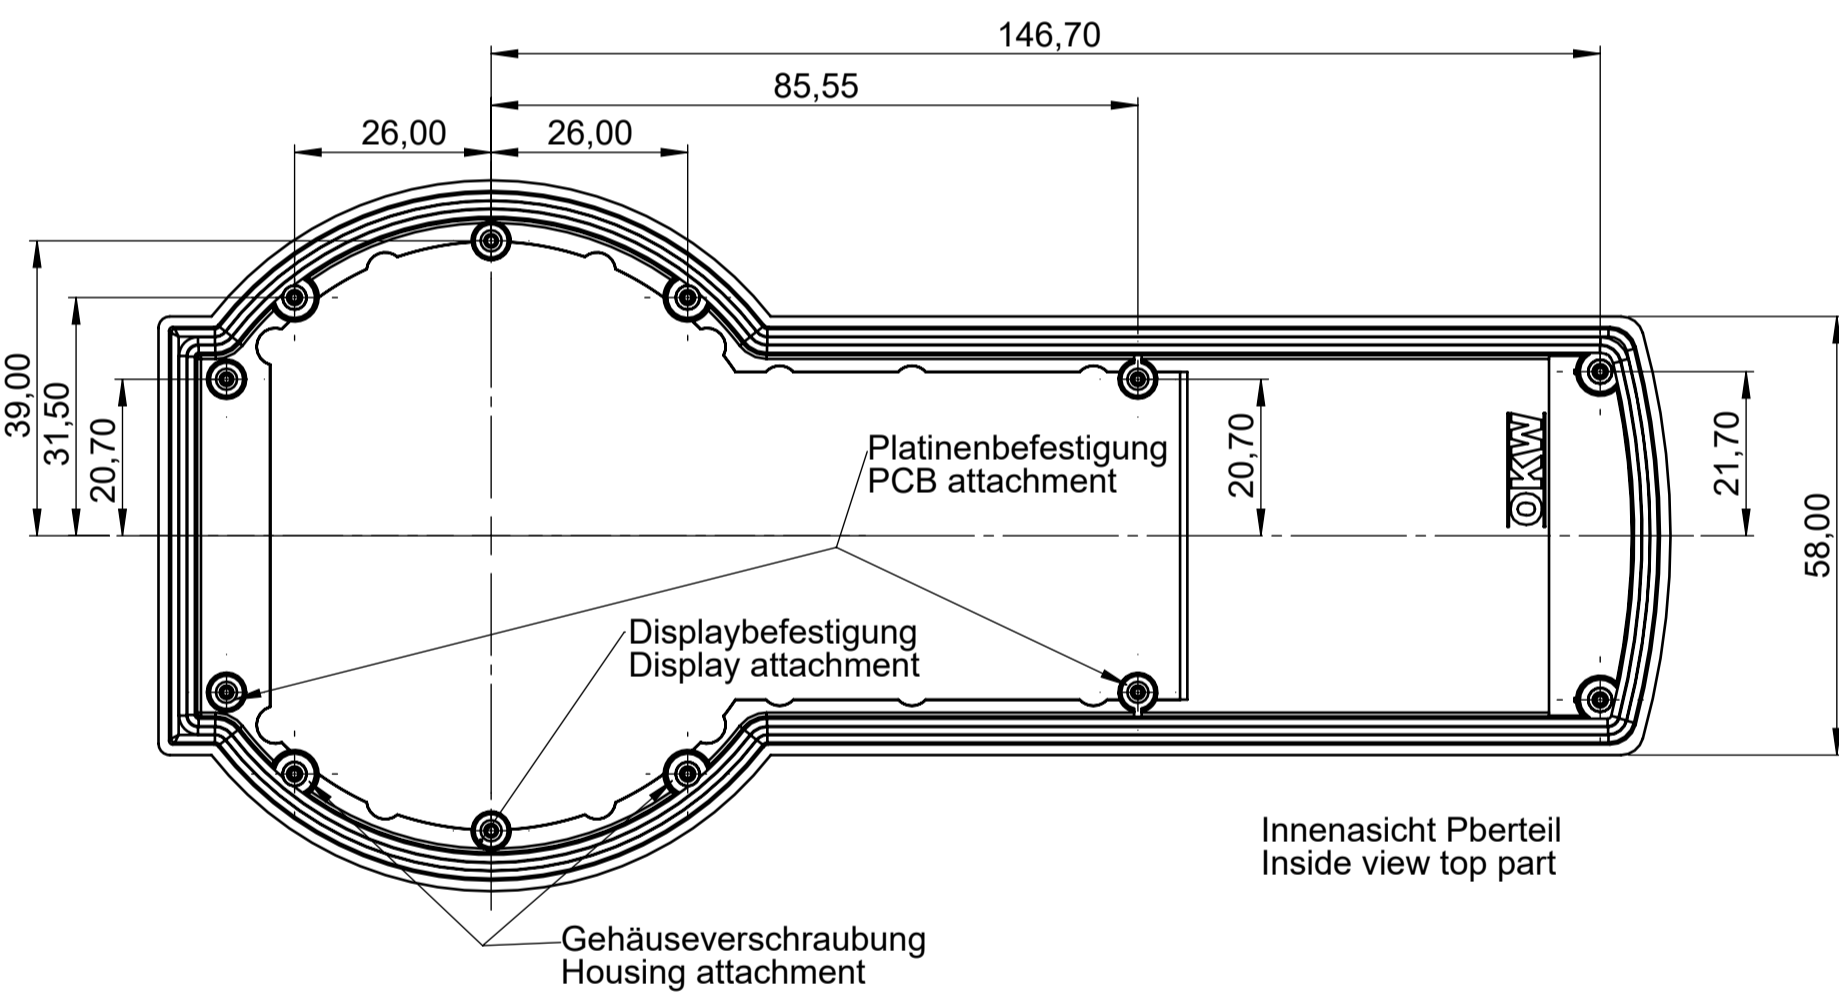 146,70
85,55
26,00
26,00
39,00
31,50
20,70
Platinenbefestigung
PCB attachment
20,70
OKW
21,70
58,00
Displaybefestigung
Display attachment
Innenasicht Pberteil
Inside view top part
Gehäuseverschraubung
Housing attachment